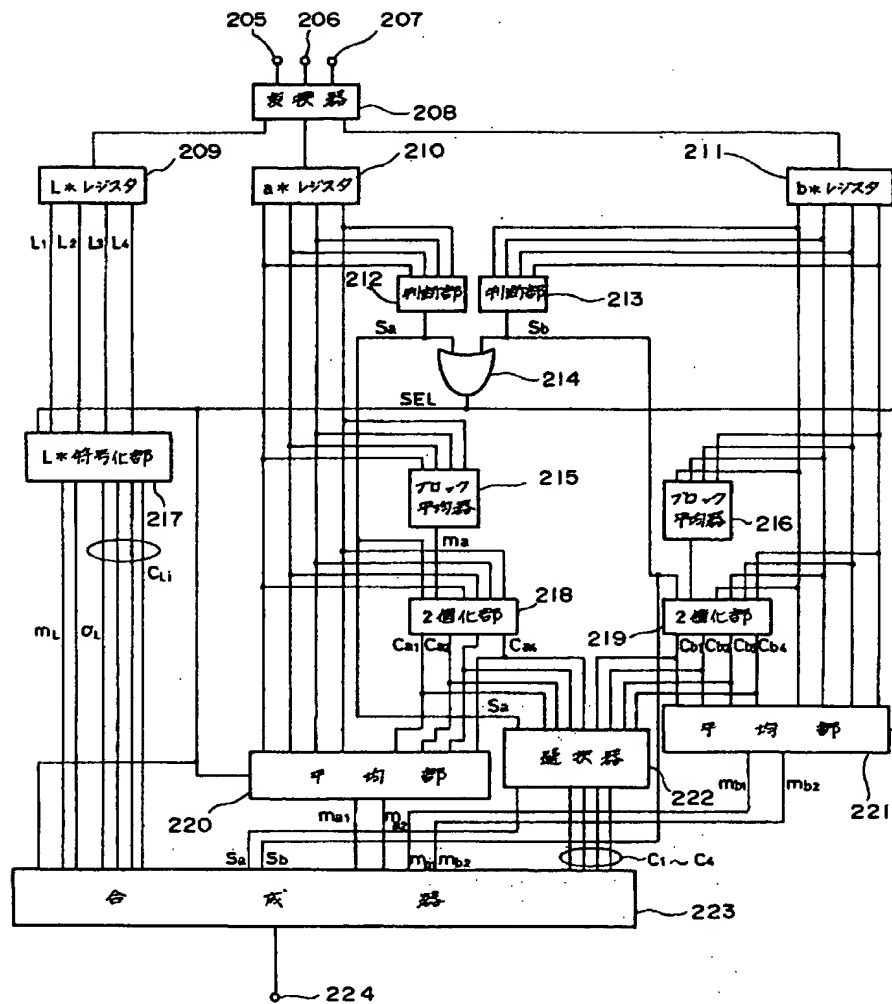 205
206
207
変換器
208
209
210
211
L*レジスタ
a*レジスタ
b*レジスタ
L1
L2
L3
L4
212
判断部
判断部
213
Sa
Sb
214
SEL
L*符号化部
217
ブロック
平均器
215
ブロック
平均器
216
ma
CLi
mL
σL
2値化部
218
219
2値化部
Ca1
Ca2
Ca4
Cb1
Cb2
Cb3
Cb4
Sa
平均部
220
選択器
222
平均部
221
ma1
ma2
mb1
mb2
Sa
Sb
mb1
mb2
C1～C4
合成器
223
224